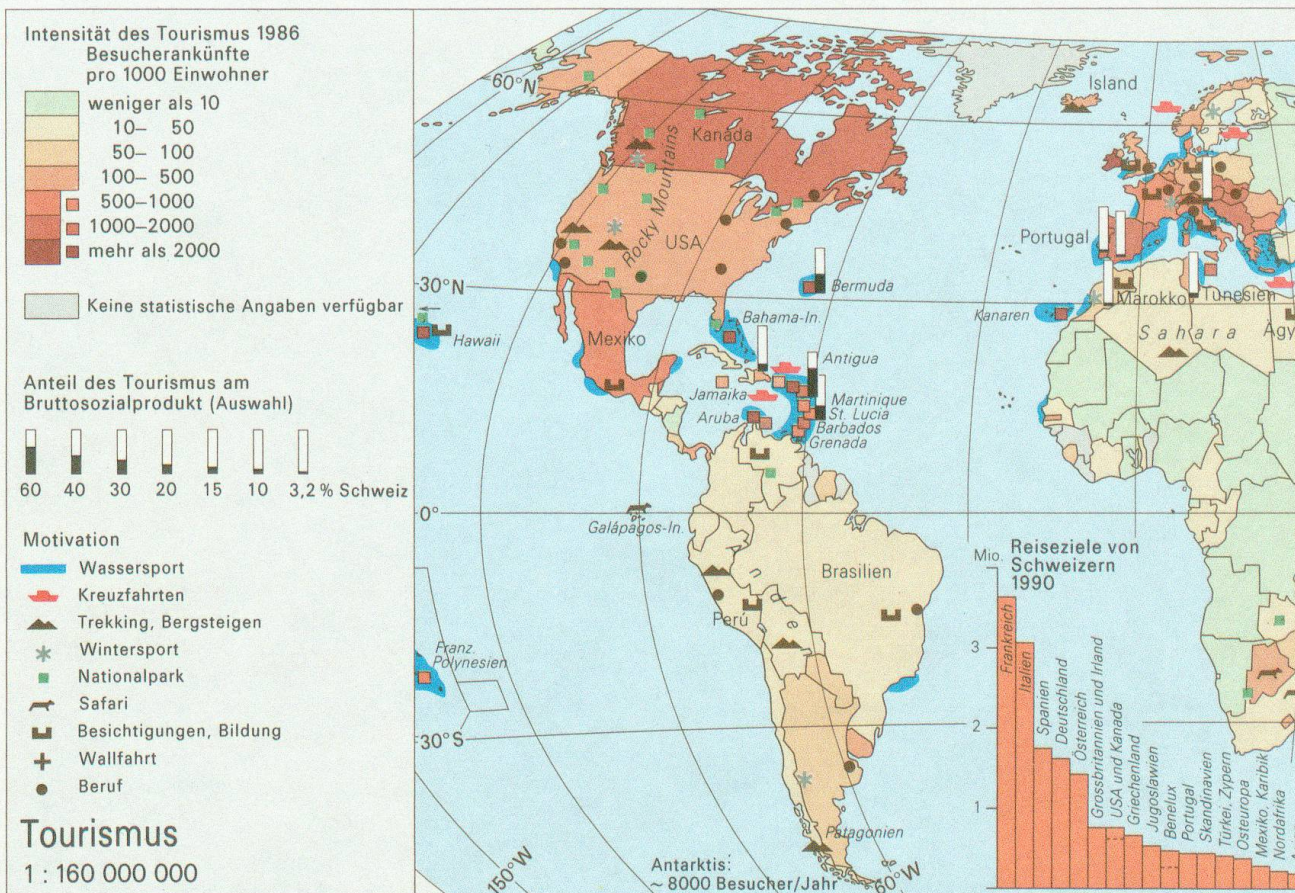 Intensität des Tourismus 1986
Besucherankünfte
pro 1000 Einwohner
weniger als 10
10– 50
50– 100
100– 500
500–1000
1000–2000
mehr als 2000
Keine statistische Angaben verfügbar
Anteil des Tourismus am
Bruttosozialprodukt (Auswahl)
60 40 30 20 15 10 3,2 % Schweiz
Motivation
Wassersport
Kreuzfahrten
Trekking, Bergsteigen
Wintersport
Nationalpark
Safari
Besichtigungen, Bildung
Wallfahrt
Beruf
Tourismus
1 : 160 000 000
60°N
Island
Kanada
Rocky Mountains
USA
Portugal
30°N
Bermuda
Kanaren
Marokko
Tunesien
Hawaii
Mexiko
Bahama-In.
Sahara
Antigua
Jamaika
Martinique
Aruba
St. Lucia
Barbados
Grenada
0°
Galápagos-In.
Brasilien
Anden
Perú
Franz.
Polynesien
30°S
Patagonien
150°W
60°W
Antarktis:
~ 8000 Besucher/Jahr
Mio.
Reiseziele von
Schweizern
1990
3
2
1
Frankreich
Italien
Spanien
Deutschland
Österreich
Grossbritannien und Irland
USA und Kanada
Griechenland
Jugoslawien
Benelux
Portugal
Skandinavien
Türkei, Zypern
Osteuropa
Mexiko, Karibik
Nordafrika